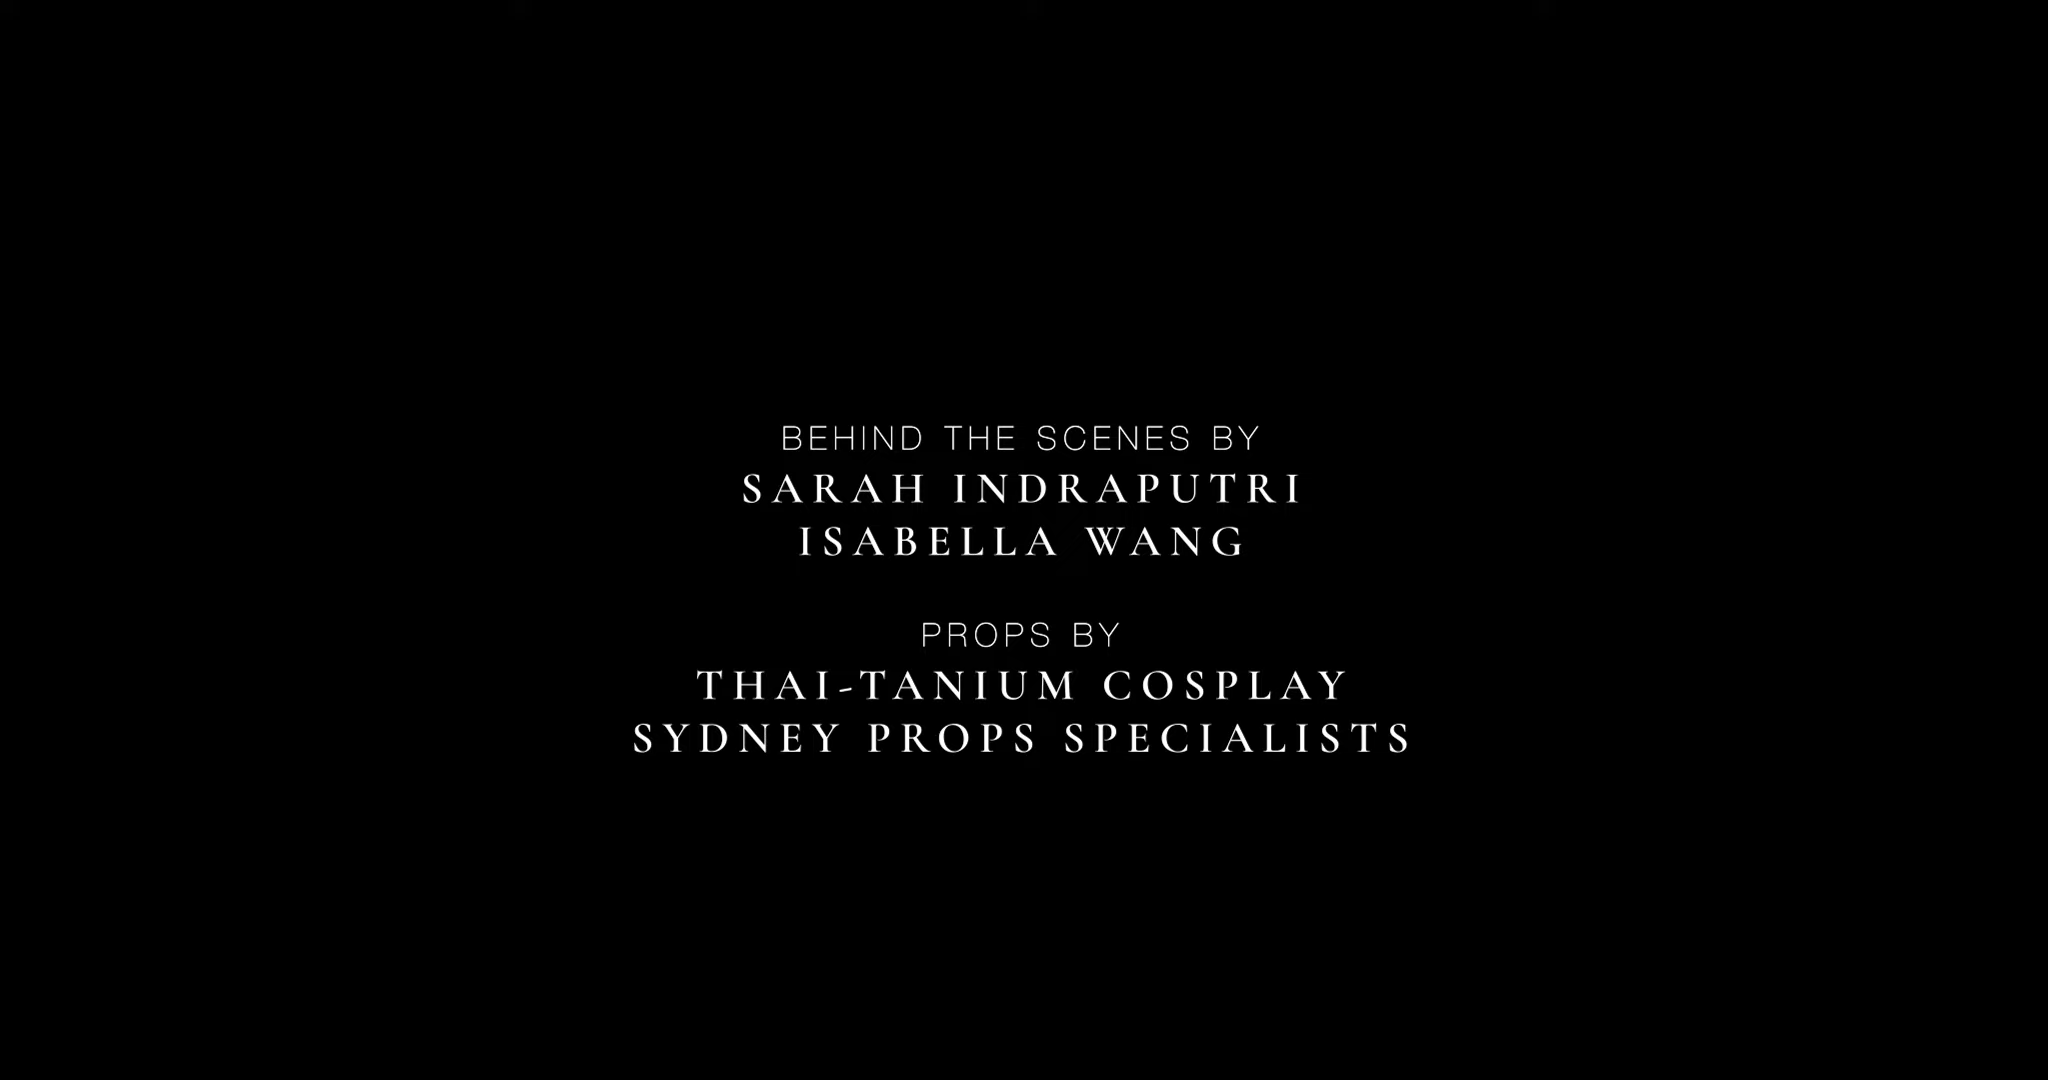 BEHIND THE SCENES BY
SARAH INDRAPUTRI
ISABELLA WANG
PROPS BY
THAI-TANIUM COSPLAY
SYDNEY PROPS SPECIALISTS